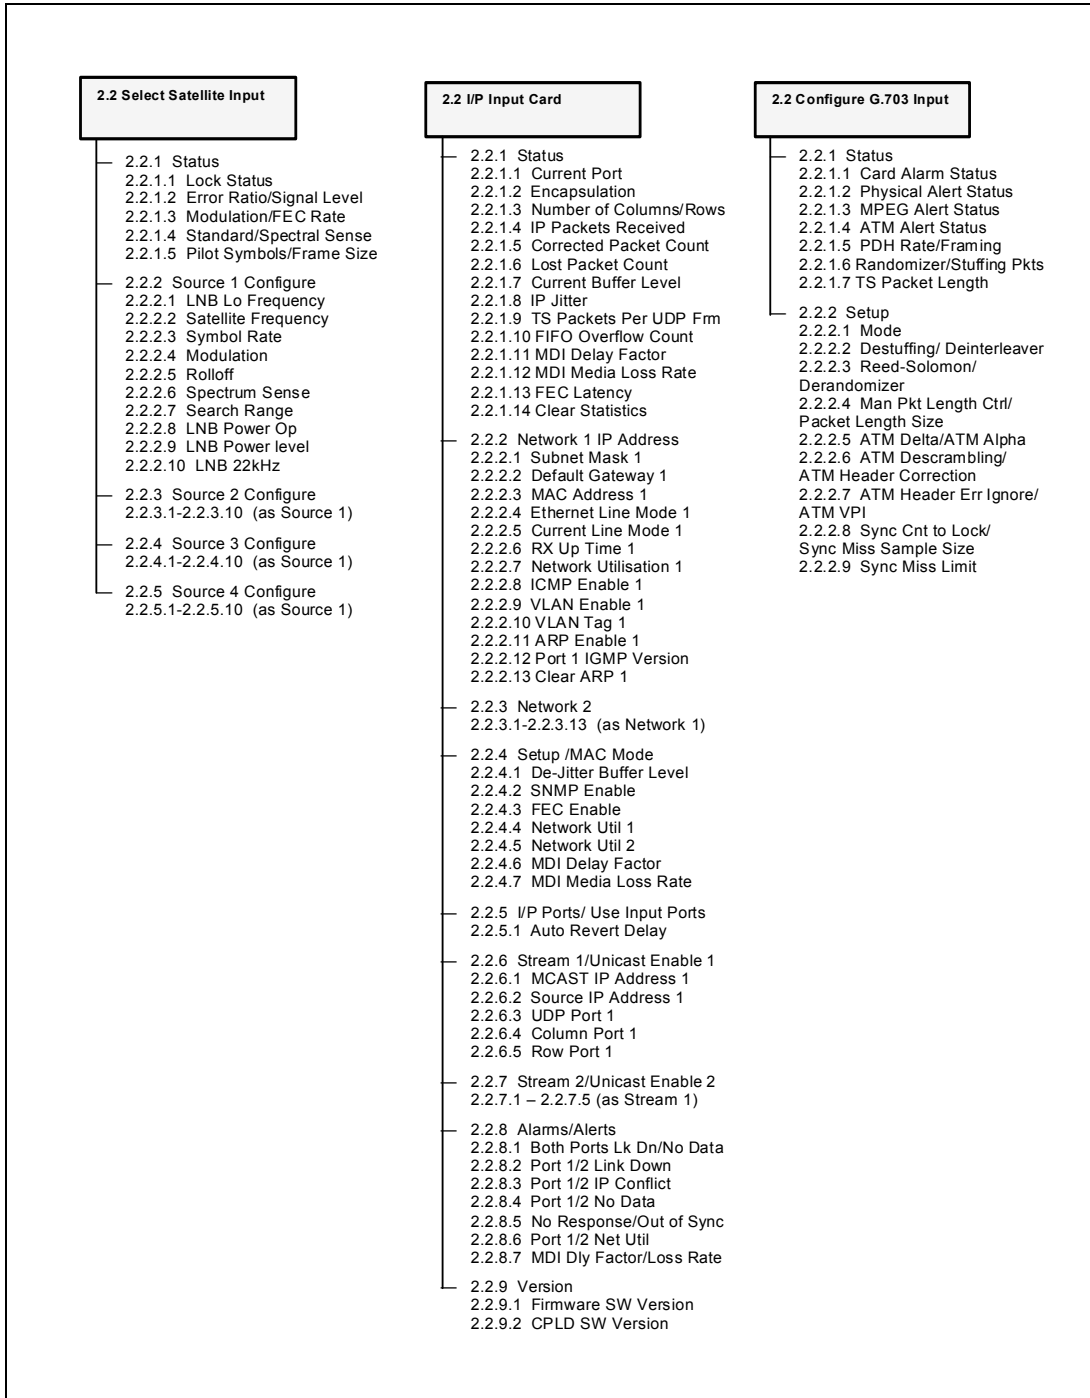 2.2 Select Satellite Input
2.2.1 Status
2.2.1.1 Lock Status
2.2.1.2 Error Ratio/Signal Level
2.2.1.3 Modulation/FEC Rate
2.2.1.4 Standard/Spectral Sense
2.2.1.5 Pilot Symbols/Frame Size
2.2.2 Source 1 Configure
2.2.2.1 LNB Lo Frequency
2.2.2.2 Satellite Frequency
2.2.2.3 Symbol Rate
2.2.2.4 Modulation
2.2.2.5 Rolloff
2.2.2.6 Spectrum Sense
2.2.2.7 Search Range
2.2.2.8 LNB Power Op
2.2.2.9 LNB Power level
2.2.2.10 LNB 22kHz
2.2.3 Source 2 Configure
2.2.3.1-2.2.3.10 (as Source 1)
2.2.4 Source 3 Configure
2.2.4.1-2.2.4.10 (as Source 1)
2.2.5 Source 4 Configure
2.2.5.1-2.2.5.10 (as Source 1)
2.2 I/P Input Card
2.2.1 Status
2.2.1.1 Current Port
2.2.1.2 Encapsulation
2.2.1.3 Number of Columns/Rows
2.2.1.4 IP Packets Received
2.2.1.5 Corrected Packet Count
2.2.1.6 Lost Packet Count
2.2.1.7 Current Buffer Level
2.2.1.8 IP Jitter
2.2.1.9 TS Packets Per UDP Frm
2.2.1.10 FIFO Overflow Count
2.2.1.11 MDI Delay Factor
2.2.1.12 MDI Media Loss Rate
2.2.1.13 FEC Latency
2.2.1.14 Clear Statistics
2.2.2 Network 1 IP Address
2.2.2.1 Subnet Mask 1
2.2.2.2 Default Gateway 1
2.2.2.3 MAC Address 1
2.2.2.4 Ethernet Line Mode 1
2.2.2.5 Current Line Mode 1
2.2.2.6 RX Up Time 1
2.2.2.7 Network Utilisation 1
2.2.2.8 ICMP Enable 1
2.2.2.9 VLAN Enable 1
2.2.2.10 VLAN Tag 1
2.2.2.11 ARP Enable 1
2.2.2.12 Port 1 IGMP Version
2.2.2.13 Clear ARP 1
2.2.3 Network 2
2.2.3.1-2.2.3.13 (as Network 1)
2.2.4 Setup /MAC Mode
2.2.4.1 De-Jitter Buffer Level
2.2.4.2 SNMP Enable
2.2.4.3 FEC Enable
2.2.4.4 Network Util 1
2.2.4.5 Network Util 2
2.2.4.6 MDI Delay Factor
2.2.4.7 MDI Media Loss Rate
2.2.5 I/P Ports/ Use Input Ports
2.2.5.1 Auto Revert Delay
2.2.6 Stream 1/Unicast Enable 1
2.2.6.1 MCAST IP Address 1
2.2.6.2 Source IP Address 1
2.2.6.3 UDP Port 1
2.2.6.4 Column Port 1
2.2.6.5 Row Port 1
2.2.7 Stream 2/Unicast Enable 2
2.2.7.1 – 2.2.7.5 (as Stream 1)
2.2.8 Alarms/Alerts
2.2.8.1 Both Ports Lk Dn/No Data
2.2.8.2 Port 1/2 Link Down
2.2.8.3 Port 1/2 IP Conflict
2.2.8.4 Port 1/2 No Data
2.2.8.5 No Response/Out of Sync
2.2.8.6 Port 1/2 Net Util
2.2.8.7 MDI Dly Factor/Loss Rate
2.2.9 Version
2.2.9.1 Firmware SW Version
2.2.9.2 CPLD SW Version
2.2 Configure G.703 Input
2.2.1 Status
2.2.1.1 Card Alarm Status
2.2.1.2 Physical Alert Status
2.2.1.3 MPEG Alert Status
2.2.1.4 ATM Alert Status
2.2.1.5 PDH Rate/Framing
2.2.1.6 Randomizer/Stuffing Pkts
2.2.1.7 TS Packet Length
2.2.2 Setup
2.2.2.1 Mode
2.2.2.2 Destuffing/ Deinterleaver
2.2.2.3 Reed-Solomon/
Derandomizer
2.2.2.4 Man Pkt Length Ctrl/
Packet Length Size
2.2.2.5 ATM Delta/ATM Alpha
2.2.2.6 ATM Descrambling/
ATM Header Correction
2.2.2.7 ATM Header Err Ignore/
ATM VPI
2.2.2.8 Sync Cnt to Lock/
Sync Miss Sample Size
2.2.2.9 Sync Miss Limit